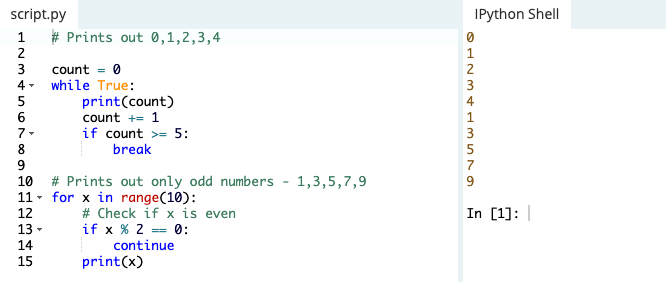 script.py
1 # Prints out 0,1,2,3,4
2
3 count = 0
4 while True:
5     print(count)
6     count += 1
7     if count >= 5:
8         break
9
10 # Prints out only odd numbers - 1,3,5,7,9
11 for x in range(10):
12     # Check if x is even
13     if x % 2 == 0:
14         continue
15     print(x)
IPython Shell
0
1
2
3
4
1
3
5
7
9
In [1]: